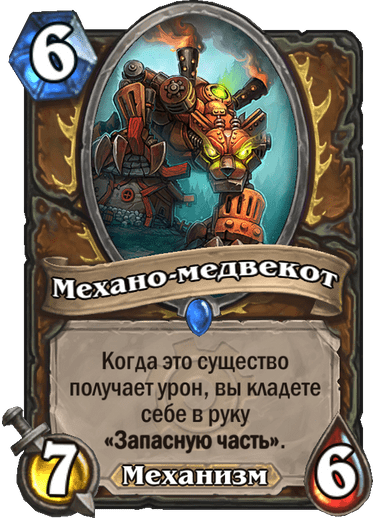 6
Механо-медвекот
Когда это существо
получает урон, вы кладете
себе в руку
«Запасную часть».
7
Механизм
6